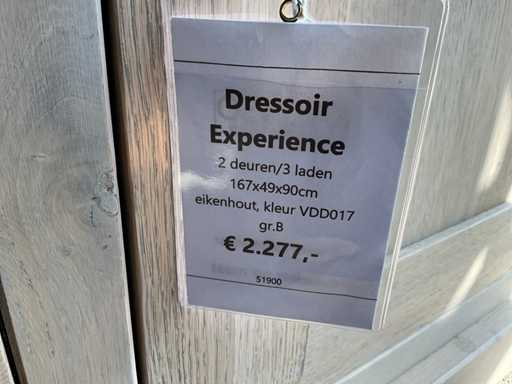 Dressoir
Experience
2 deuren/3 laden
167x49x90cm
eikenhout, kleur VDD017
gr.B
€ 2.277,-
51900